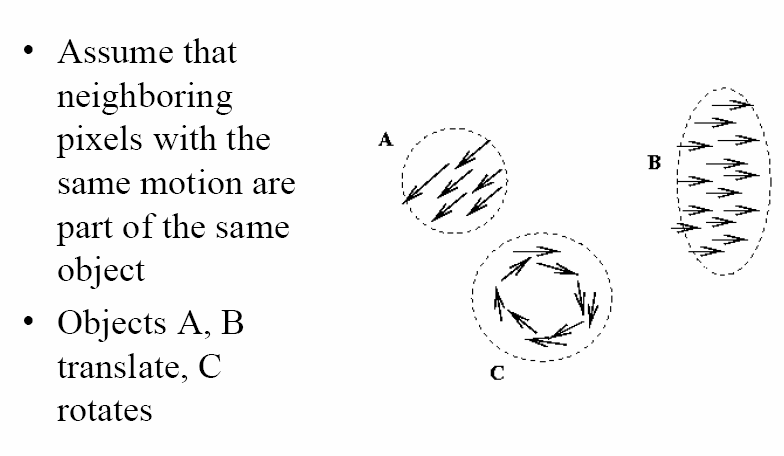 • Assume that
neighboring
pixels with the
same motion are
part of the same
object
• Objects A, B
translate, C
rotates
A
B
C